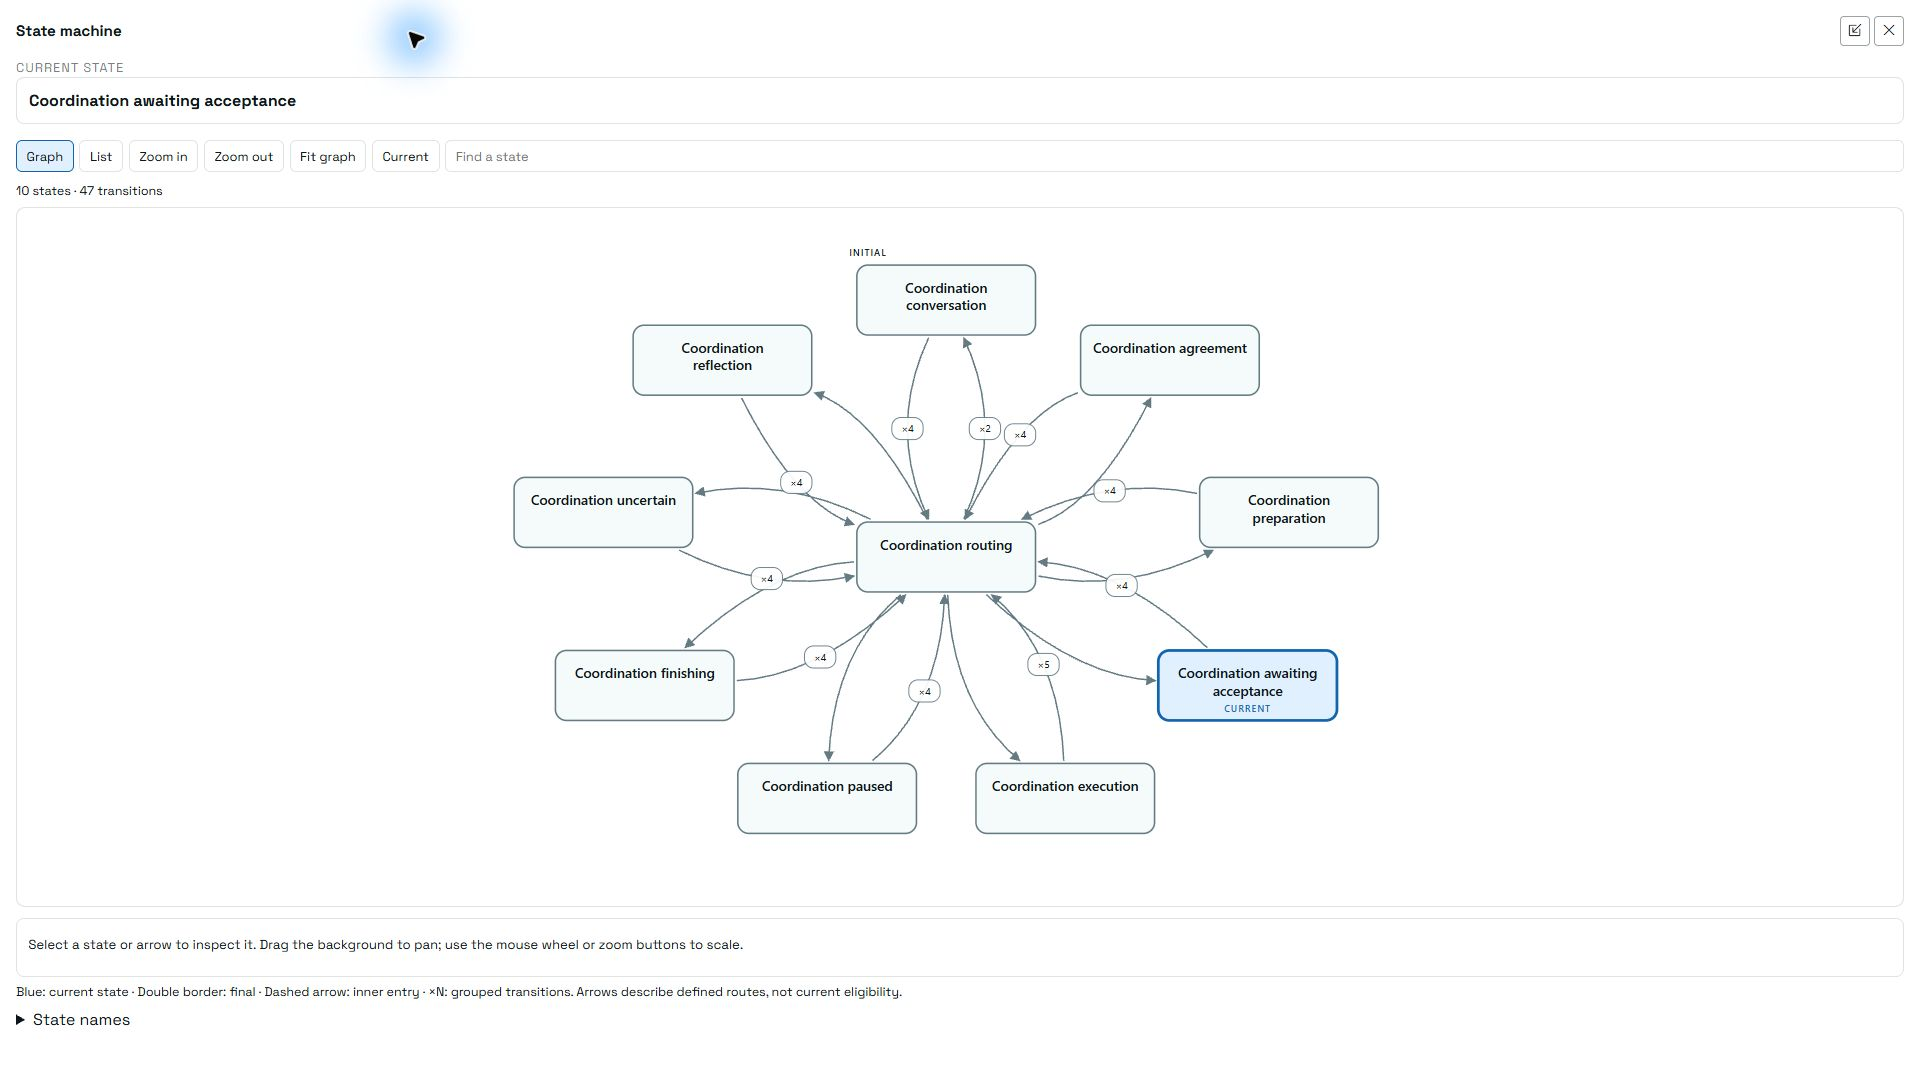 State machine
CURRENT STATE
Coordination awaiting acceptance
Graph
List
Zoom in
Zoom out
Fit graph
Current
Find a state
10 states · 47 transitions
INITIAL
Coordination
conversation
Coordination
reflection
Coordination agreement
×4
×2
×4
×4
×4
Coordination uncertain
Coordination
preparation
Coordination routing
×4
×4
×4
×5
×4
Coordination finishing
Coordination awaiting
acceptance
CURRENT
Coordination paused
Coordination execution
Select a state or arrow to inspect it. Drag the background to pan; use the mouse wheel or zoom buttons to scale.
Blue: current state · Double border: final · Dashed arrow: inner entry · ×N: grouped transitions. Arrows describe defined routes, not current eligibility.
State names